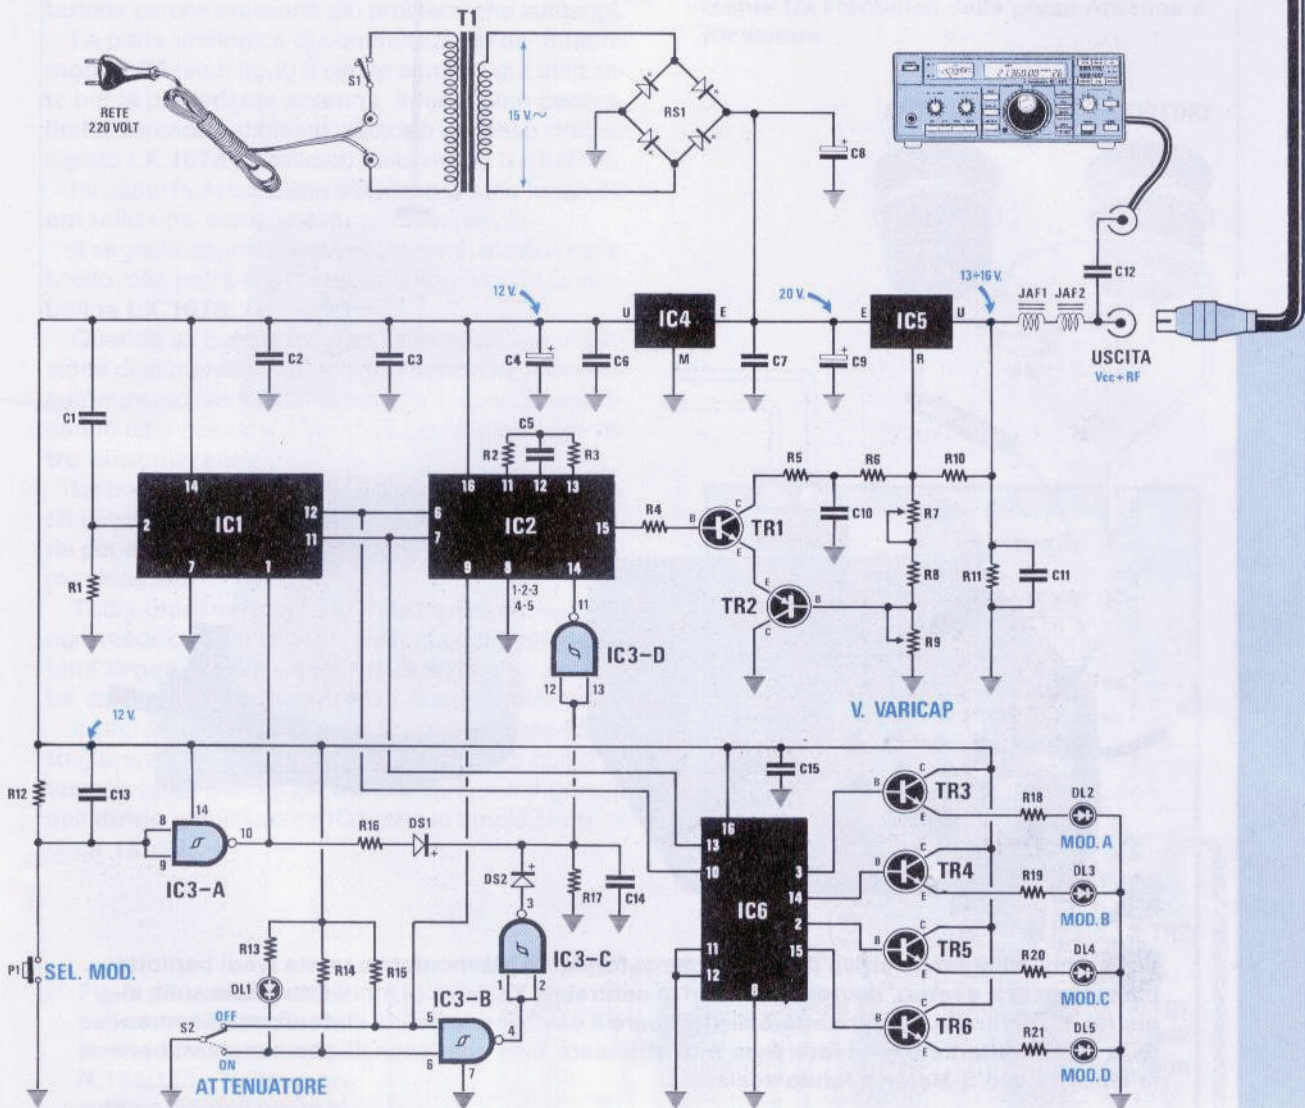 T1
S1
RETE
220 VOLT
15 V.~
RS1
C8
C12
12 V.
U
IC4
E
M
20 V.
E
IC5
U
R
13÷16 V.
JAF1
JAF2
USCITA
Vcc+RF
C2
C3
C4
C6
C7
C9
C1
C5
R2
R3
R5
R6
R10
14
2
IC1
12
11
7
1
16
11
12
13
6
7
IC2
15
9
8
14
R4
B
C
TR1
E
C10
R7
R1
1-2-3
4-5
TR2
E
B
C
R8
R11
C11
R9
11
IC3-D
12
13
V. VARICAP
12 V.
R12
C13
14
8
9
10
IC3-A
R16
DS1
DS2
R17
C14
C15
16
13
10
IC6
3
14
2
15
11
12
8
B
C
TR3
R18
DL2
MOD. A
B
C
TR4
E
R19
DL3
MOD. B
B
C
TR5
R20
DL4
MOD. C
B
C
TR6
R21
DL5
MOD. D
P1
SEL. MOD.
R13
DL1
R14
R15
3
IC3-C
1
2
IC3-B
5
6
4
7
S2
OFF
ON
ATTENUATORE